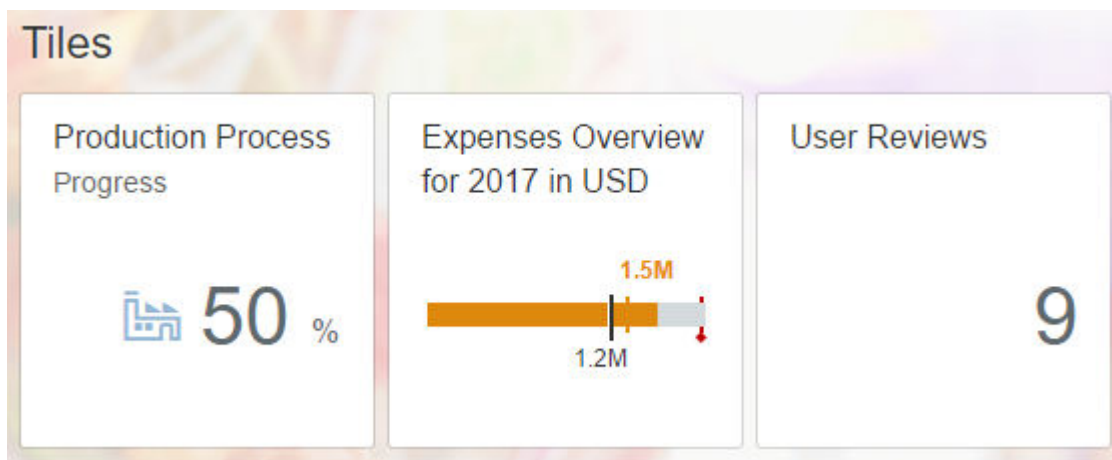 Tiles
Production Process
Progress
50 %
Expenses Overview
for 2017 in USD
1.5M
1.2M
User Reviews
9